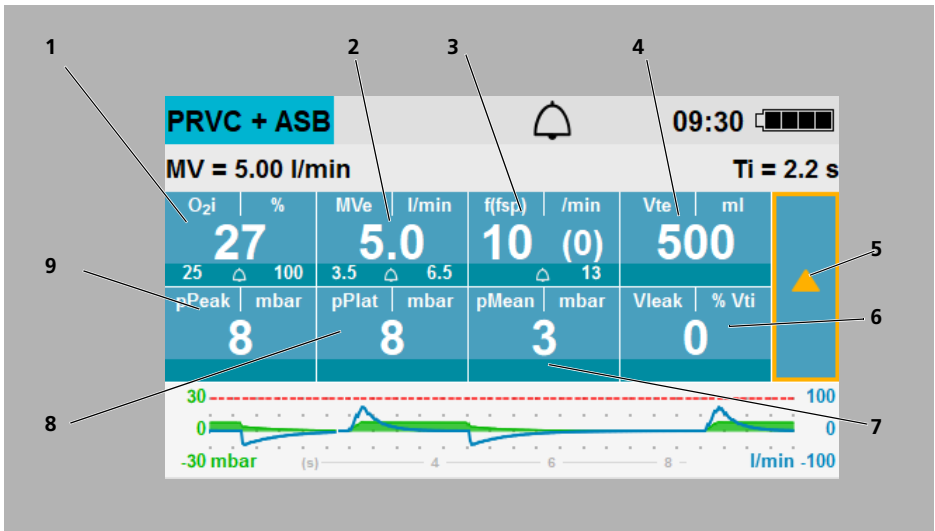 1 2 3 4
PRVC + ASB 09:30
MV = 5.00 l/min Ti = 2.2 s
O₂i % MVe l/min f(fsp) /min Vte ml
27 5.0 10 (0) 500
25 100 3.5 6.5 13
5
9
pPeak mbar pPlat mbar pMean mbar Vleak % Vti
6
8 8 3 0
30 100
8 0 0 7
-30 mbar (s) 4 6 8 l/min -100